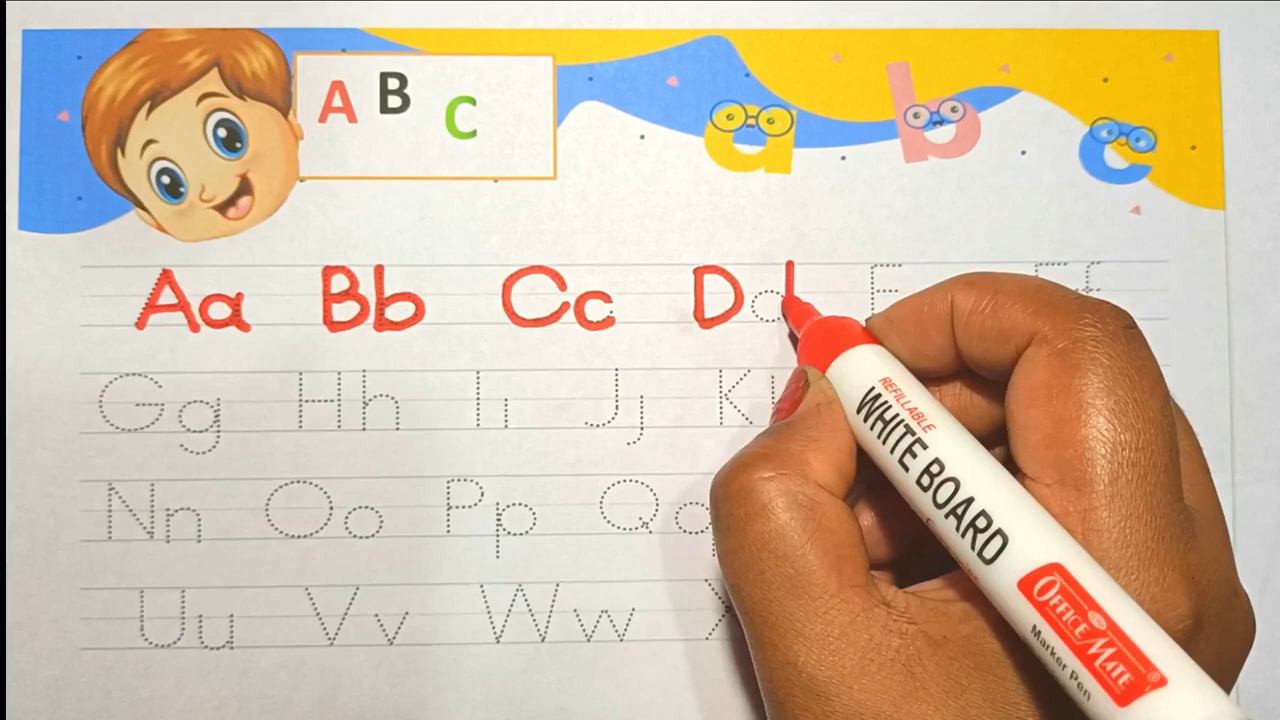 A B C
a b c
Aa Bb Cc D d E Ff
Gg Hh Ii Jj K
Nn Oo Pp Qq
Uu Vv Ww X
REFILLABLE
WHITE BOARD
OFFICE MATE ®
Marker Pen